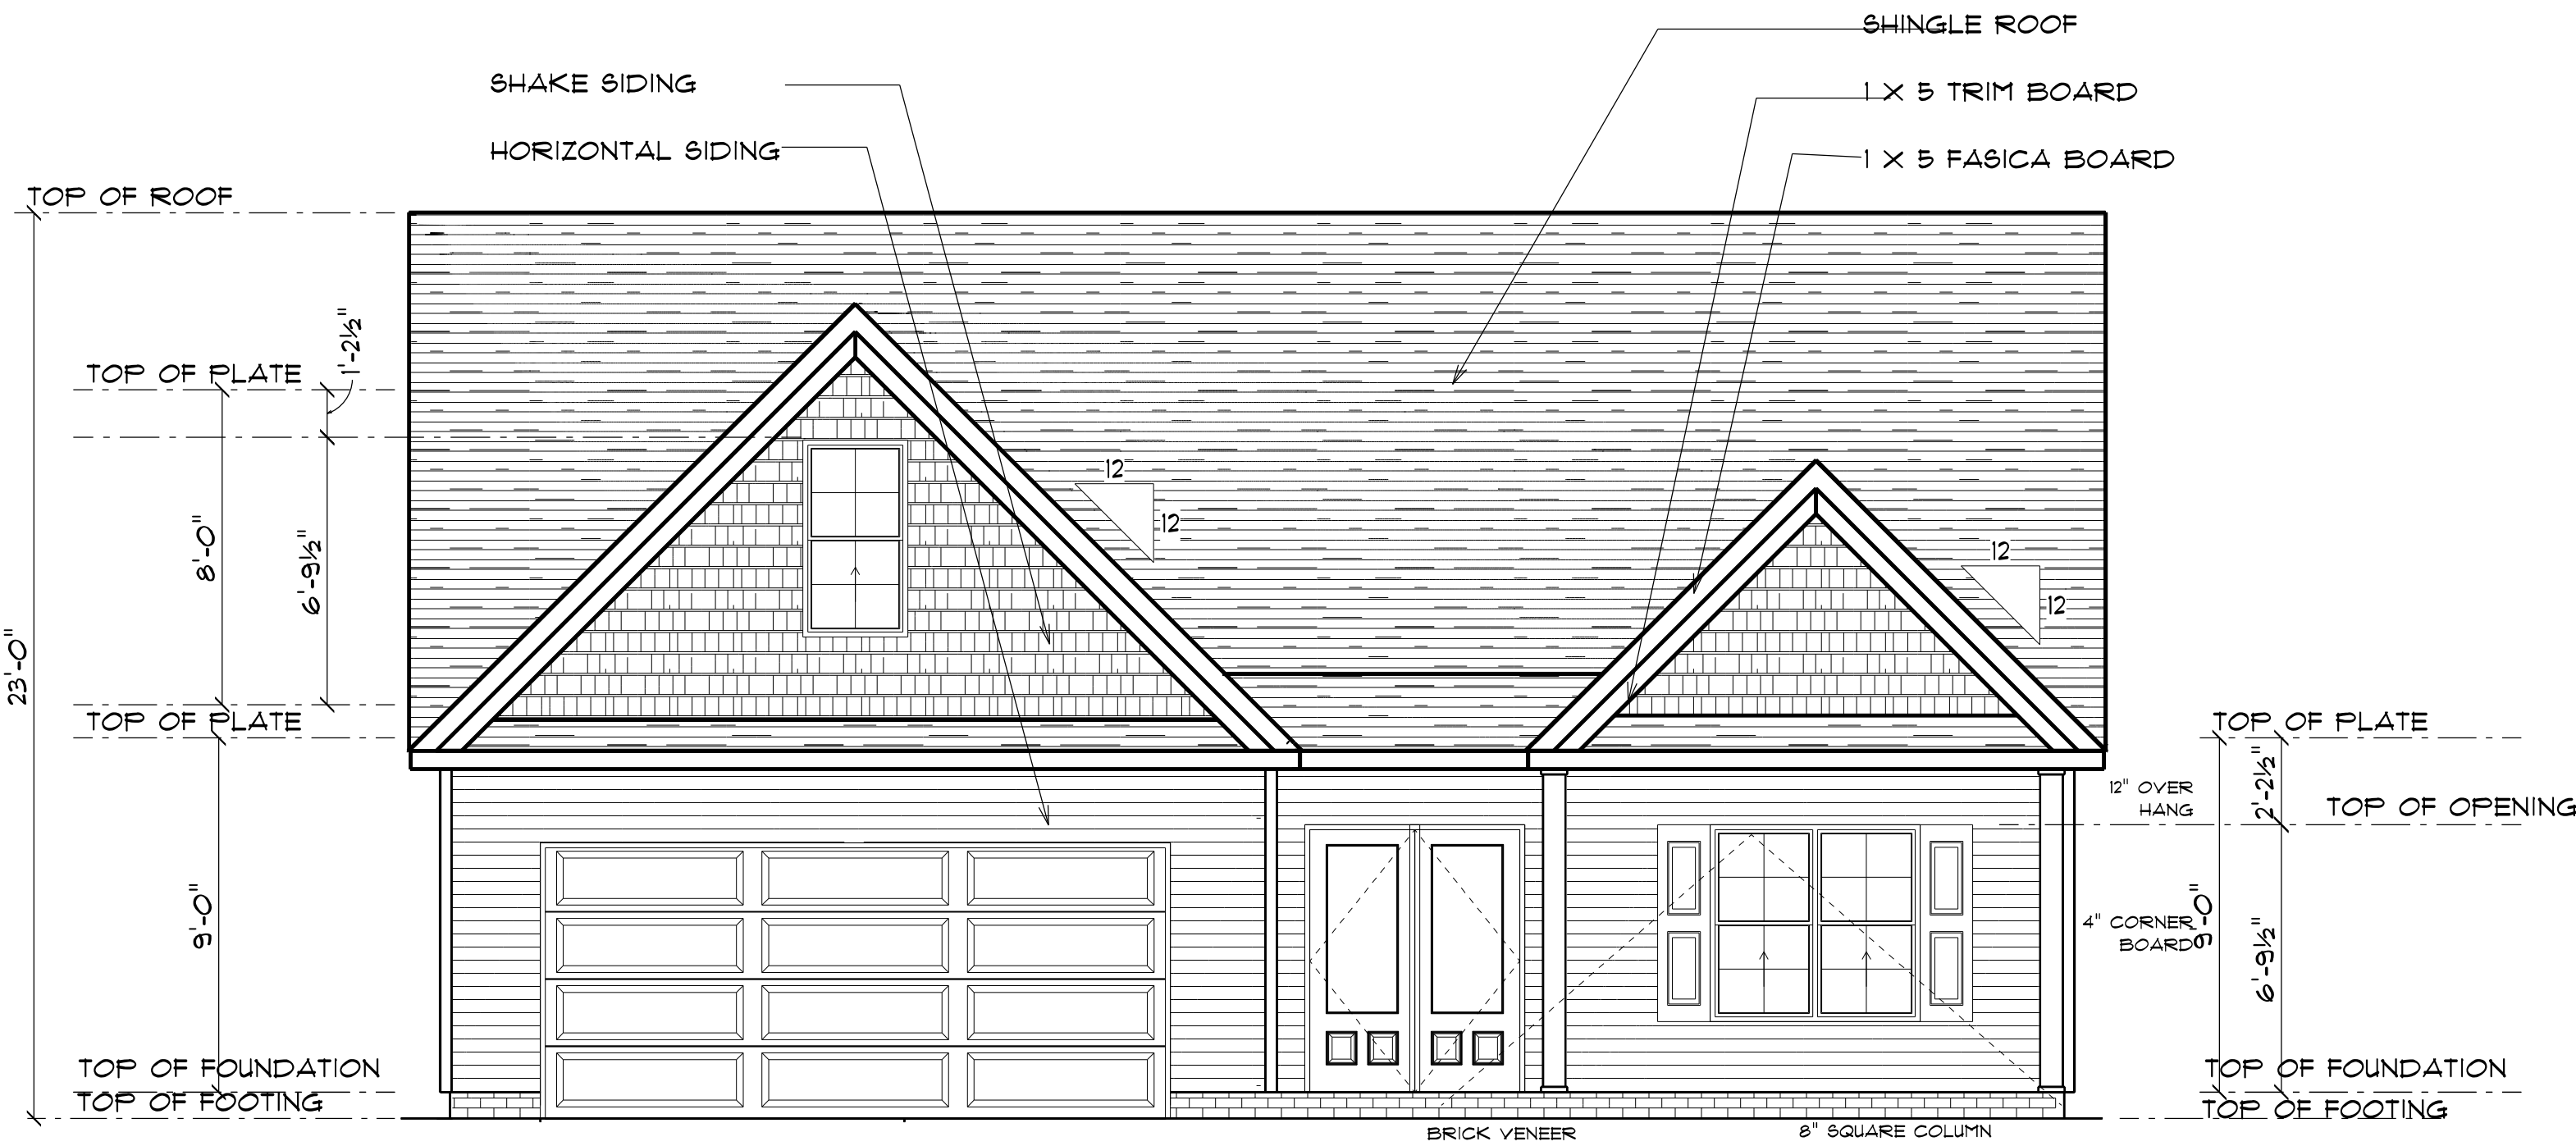 SHINGLE ROOF
SHAKE SIDING
1 X 5 TRIM BOARD
HORIZONTAL SIDING
1 X 5 FASICA BOARD
TOP OF ROOF
1'-2½"
TOP OF PLATE
12
12
8'-0"
6'-9½"
12
12
23'-0"
TOP OF PLATE
TOP OF PLATE
2'-2½"
12" OVER
HANG
TOP OF OPENING
9'-0"
9'-0"
4" CORNER
BOARD
6'-9½"
TOP OF FOUNDATION
TOP OF FOUNDATION
TOP OF FOOTING
TOP OF FOOTING
BRICK VENEER
8" SQUARE COLUMN